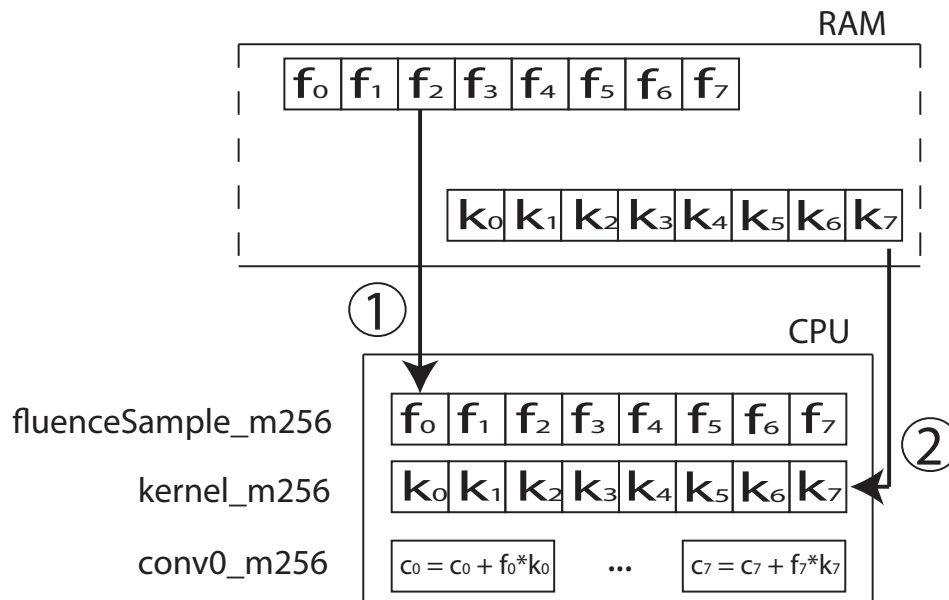 RAM
f₀ f₁ f₂ f₃ f₄ f₅ f₆ f₇
k₀ k₁ k₂ k₃ k₄ k₅ k₆ k₇
①
CPU
fluenceSample_m256 f₀ f₁ f₂ f₃ f₄ f₅ f₆ f₇
②
kernel_m256 k₀ k₁ k₂ k₃ k₄ k₅ k₆ k₇
conv0_m256 c₀ = c₀ + f₀*k₀ ... c₇ = c₇ + f₇*k₇